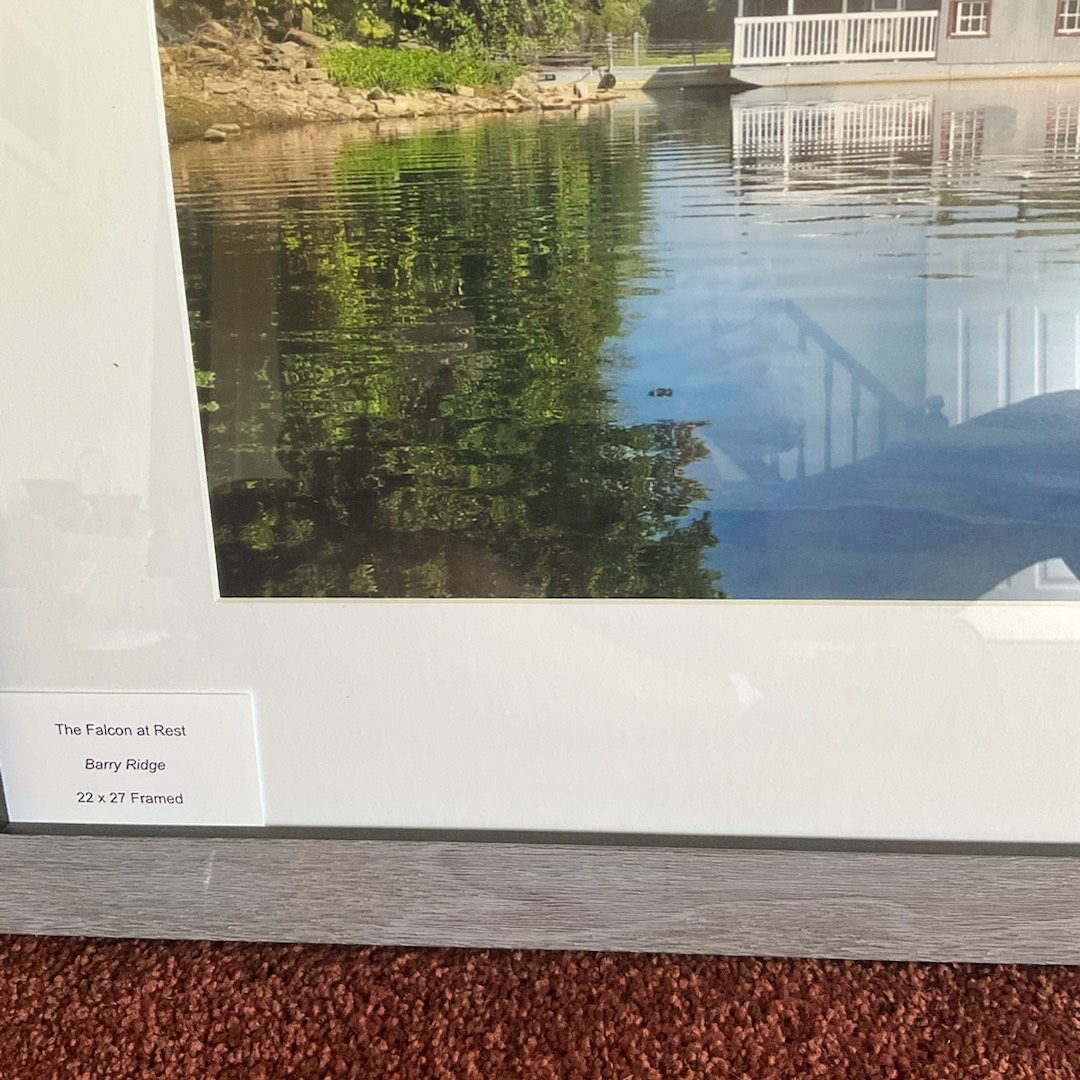 The Falcon at Rest
Barry Ridge
22 x 27 Framed